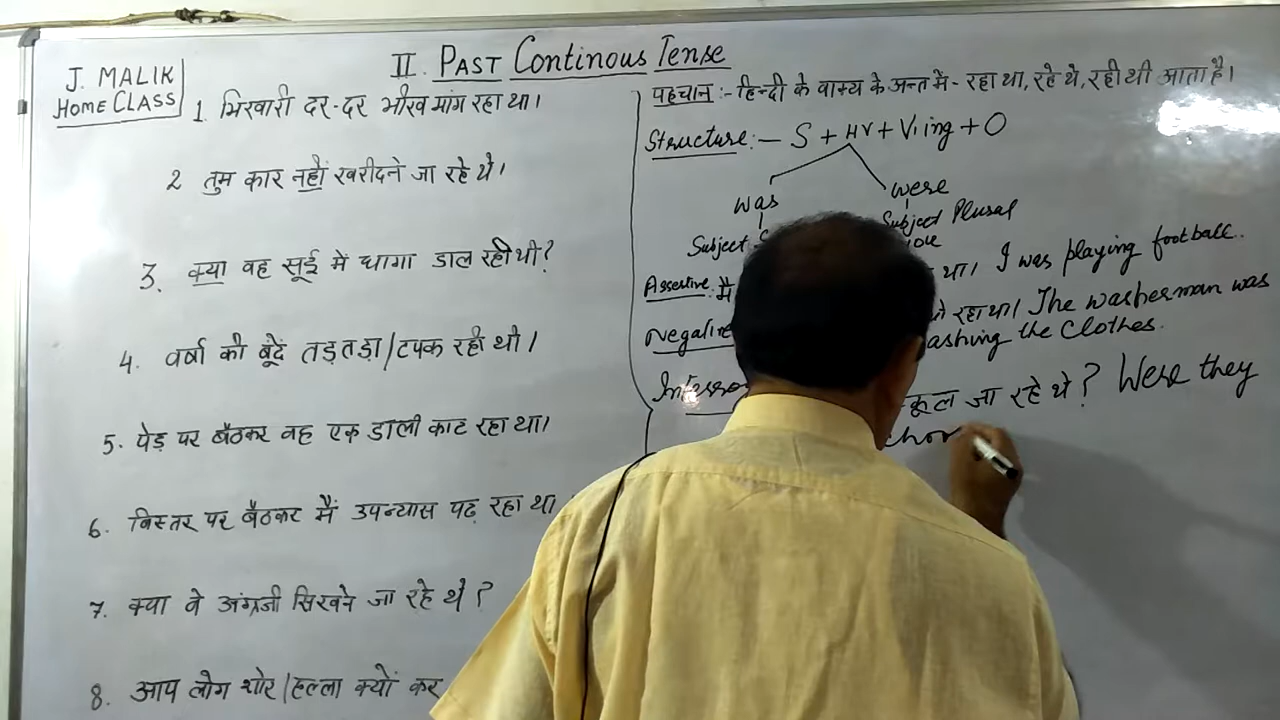 II. PAST Continous Tense
J. MALIK
HOME CLASS
1 भिखारी दर-दर भीख मांग रहा था।
2 तुम कार नहीं खरीदने जा रहे थे।
3. क्या वह सूई में धागा डाल रही थी?
4. वर्षा की बूंदें तड़तड़ा/टपक रही थी।
5. पेड़ पर बैठकर वह एक डाली काट रहा था।
6. बिस्तर पर बैठकर मैं उपन्यास पढ़ रहा था
7. क्या वे अंग्रजी सिखने जा रहे थे?
8. आप लोग शोर/हल्ला क्यों कर
पहचान :- हिन्दी के वाक्य के अन्त में - रहा था, रहे थे, रही थी आता है।
Structure :- S + HV + V1 ing + O
was were
Subject Subject Plural
Assertive: मैं था। I was playing football.
रहा था। The washerman was
the clothes.
जा रहे थे? Were they